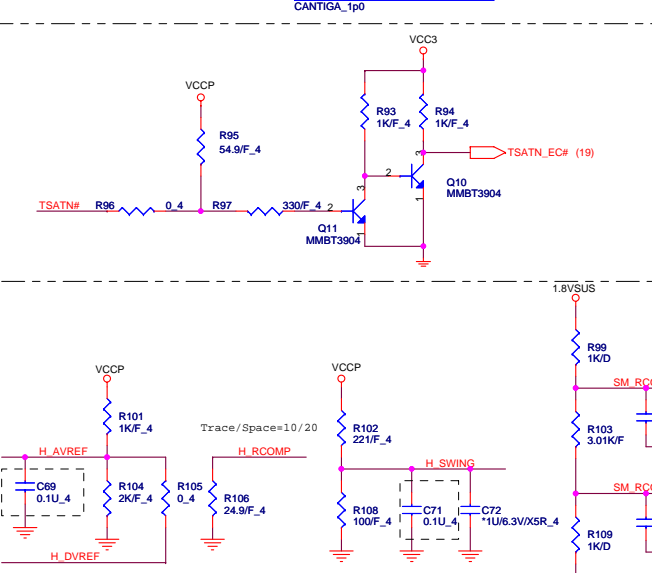 CANTIGA_1p0
VCC3
VCCP
R93
1K/F_4
R94
1K/F_4
R95
54.9/F_4
3
TSATN_EC# (19)
2
Q10
MMBT3904
3
1
TSATN#
R96
0_4
R97
330/F_4
2
Q11
MMBT3904
1
1.8VSUS
R99
1K/D
VCCP
VCCP
SM_RCO
R101
1K/F_4
Trace/Space=10/20
R102
221/F_4
R103
3.01K/F
H_AVREF
H_RCOMP
H_SWING
C69
0.1U_4
R104
2K/F_4
R105
0_4
R106
24.9/F_4
R108
100/F_4
C71
0.1U_4
C72
*1U/6.3V/X5R_4
SM_RCO
R109
1K/D
H_DVREF